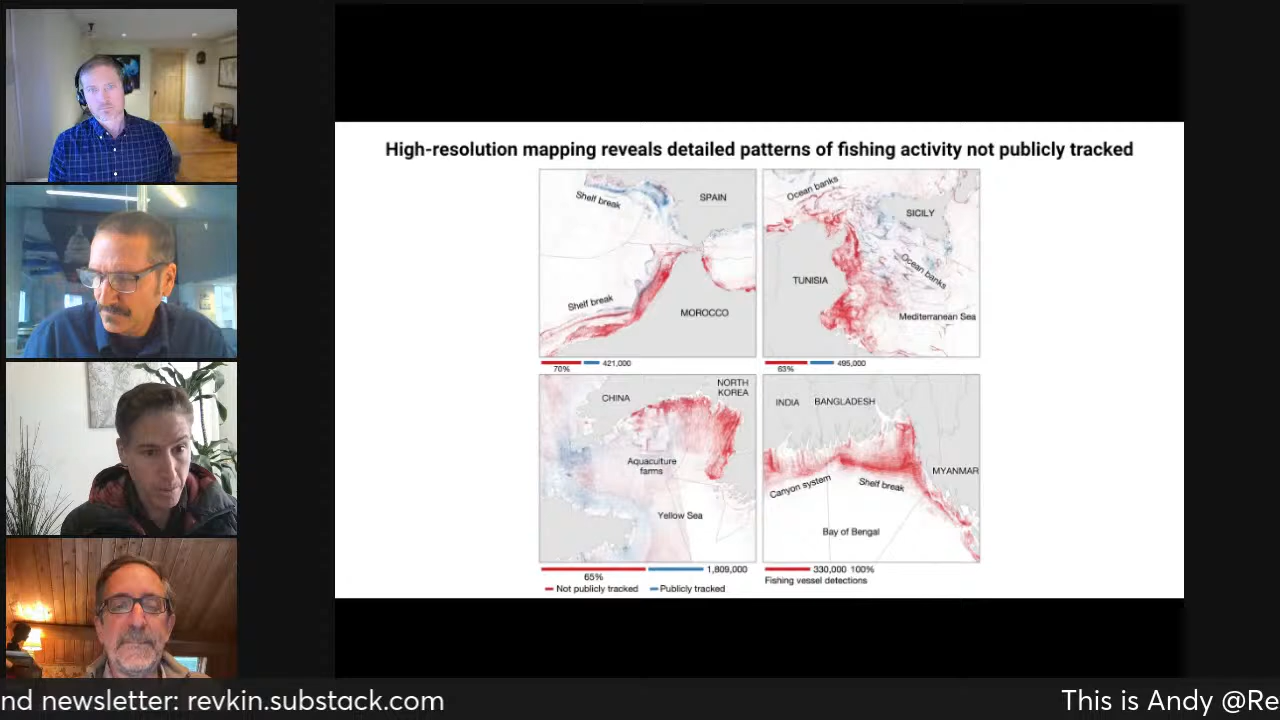 High-resolution mapping reveals detailed patterns of fishing activity not publicly tracked
Shelf break
SPAIN
Shelf break
MOROCCO
70%
421,000
Ocean banks
SICILY
Ocean banks
TUNISIA
Mediterranean Sea
63%
495,000
CHINA
NORTH
KOREA
Aquaculture
farms
Yellow Sea
65%
1,809,000
Not publicly tracked
Publicly tracked
INDIA
BANGLADESH
MYANMAR
Canyon system
Shelf break
Bay of Bengal
330,000 100%
Fishing vessel detections
nd newsletter: revkin.substack.com
This is Andy @Re